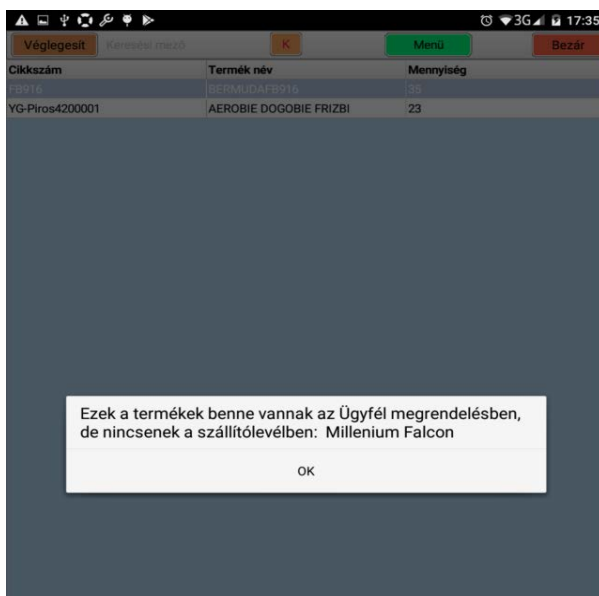 3G 17:35
Véglegesít Keresési mező K Menü Bezár
Cikkszám Termék név Mennyiség
FB916 BERMUDAFB916 35
YG-Piros4200001 AEROBIE DOGOBIE FRIZBI 23
Ezek a termékek benne vannak az Ügyfél megrendelésben,
de nincsenek a szállítólevélben: Millenium Falcon
OK